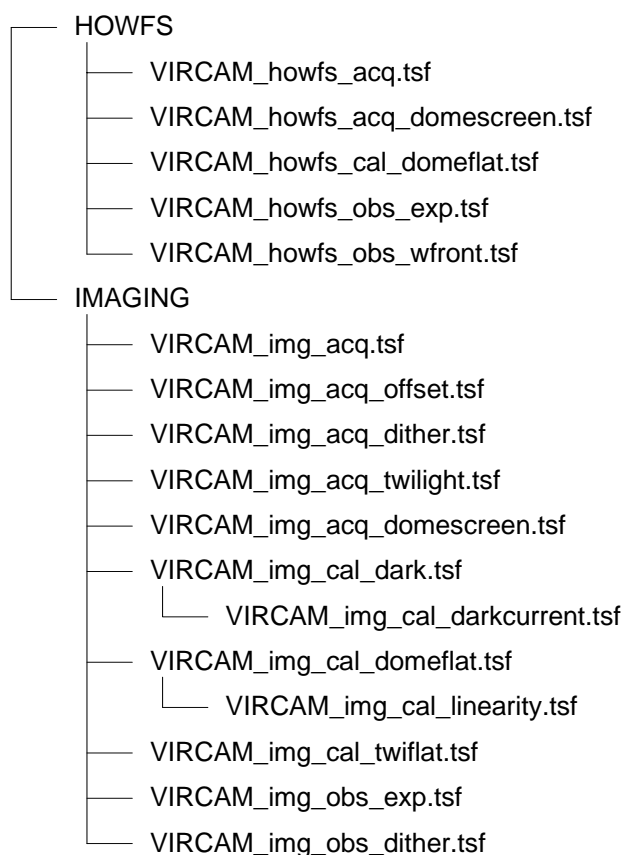 HOWFS
VIRCAM_howfs_acq.tsf
VIRCAM_howfs_acq_domescreen.tsf
VIRCAM_howfs_cal_domeflat.tsf
VIRCAM_howfs_obs_exp.tsf
VIRCAM_howfs_obs_wfront.tsf
IMAGING
VIRCAM_img_acq.tsf
VIRCAM_img_acq_offset.tsf
VIRCAM_img_acq_dither.tsf
VIRCAM_img_acq_twilight.tsf
VIRCAM_img_acq_domescreen.tsf
VIRCAM_img_cal_dark.tsf
VIRCAM_img_cal_darkcurrent.tsf
VIRCAM_img_cal_domeflat.tsf
VIRCAM_img_cal_linearity.tsf
VIRCAM_img_cal_twiflat.tsf
VIRCAM_img_obs_exp.tsf
VIRCAM_img_obs_dither.tsf